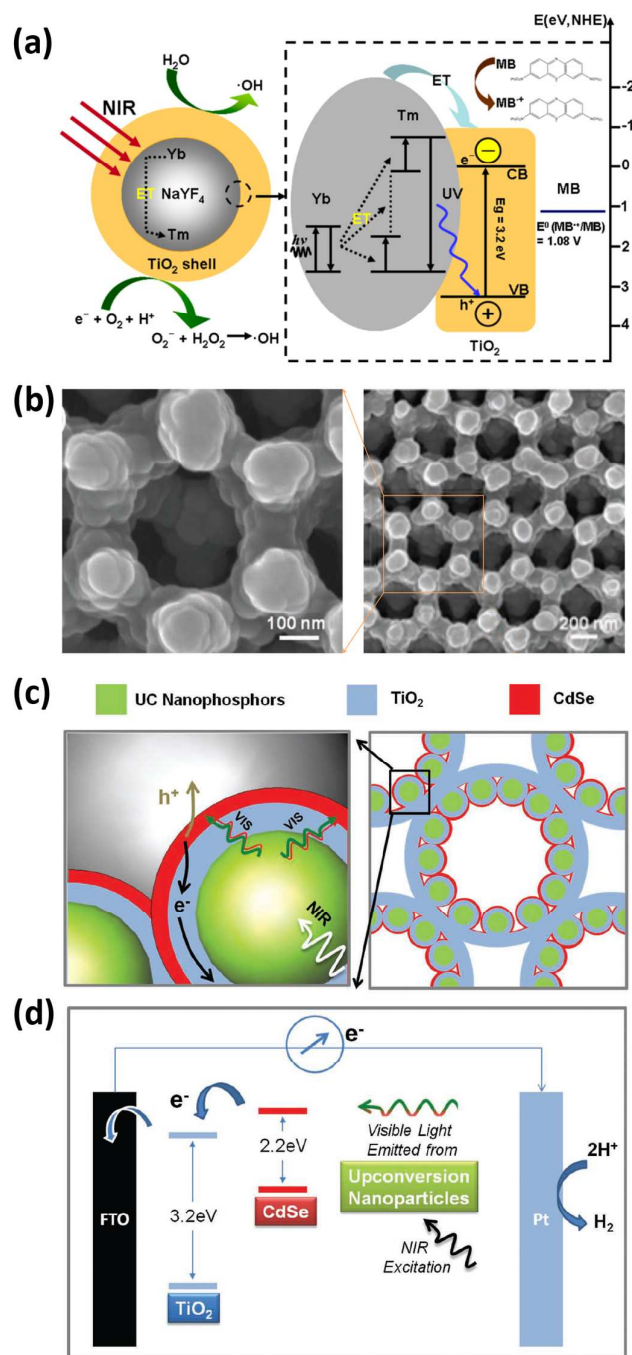 (a)
E(eV,NHE)
H₂O
·OH
NIR
Yb
ET
NaYF₄
Tm
TiO₂ shell
e⁻ + O₂ + H⁺
O₂⁻ + H₂O₂ → ·OH
ET
MB
MB·⁺
Tm
Yb
ET
hν
UV
e⁻
CB
Eg = 3.2 eV
VB
h⁺
TiO₂
MB
E⁰ (MB·⁺/MB)
= 1.08 V
-2
-1
0
1
2
3
-4
(b)
100 nm
200 nm
(c)
UC Nanophosphors
TiO₂
CdSe
h⁺
VIS
VIS
e⁻
NIR
(d)
e⁻
e⁻
2.2eV
3.2eV
FTO
TiO₂
CdSe
Visible Light
Emitted from
Upconversion
Nanoparticles
NIR
Excitation
Pt
2H⁺
H₂